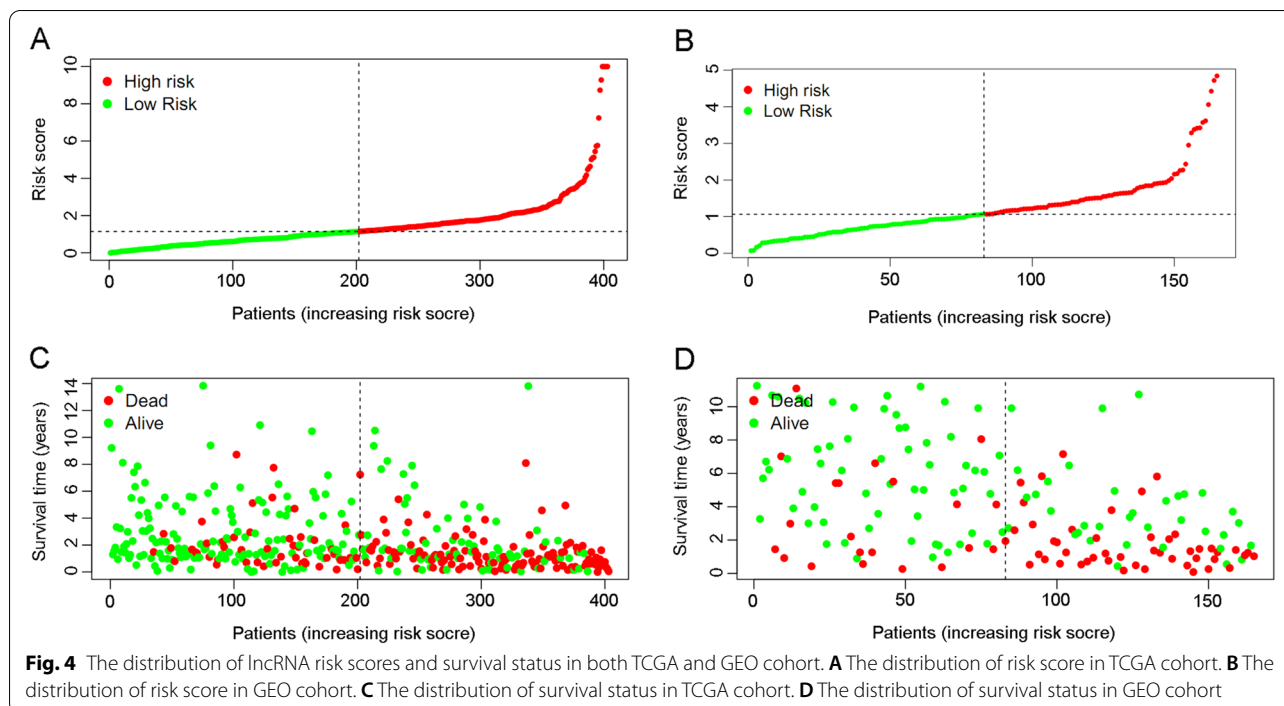 A
10
8
6
4
2
0
Risk score
High risk
Low Risk
0 100 200 300 400
Patients (increasing risk socre)
B
5
4
3
2
1
0
Risk score
High risk
Low Risk
0 50 100 150
Patients (increasing risk socre)
C
14
12
10
8
6
4
2
0
Survival time (years)
Dead
Alive
0 100 200 300 400
Patients (increasing risk socre)
D
10
8
6
4
2
0
Survival time (years)
Dead
Alive
0 50 100 150
Patients (increasing risk socre)
Fig. 4 The distribution of lncRNA risk scores and survival status in both TCGA and GEO cohort. A The distribution of risk score in TCGA cohort. B The
distribution of risk score in GEO cohort. C The distribution of survival status in TCGA cohort. D The distribution of survival status in GEO cohort